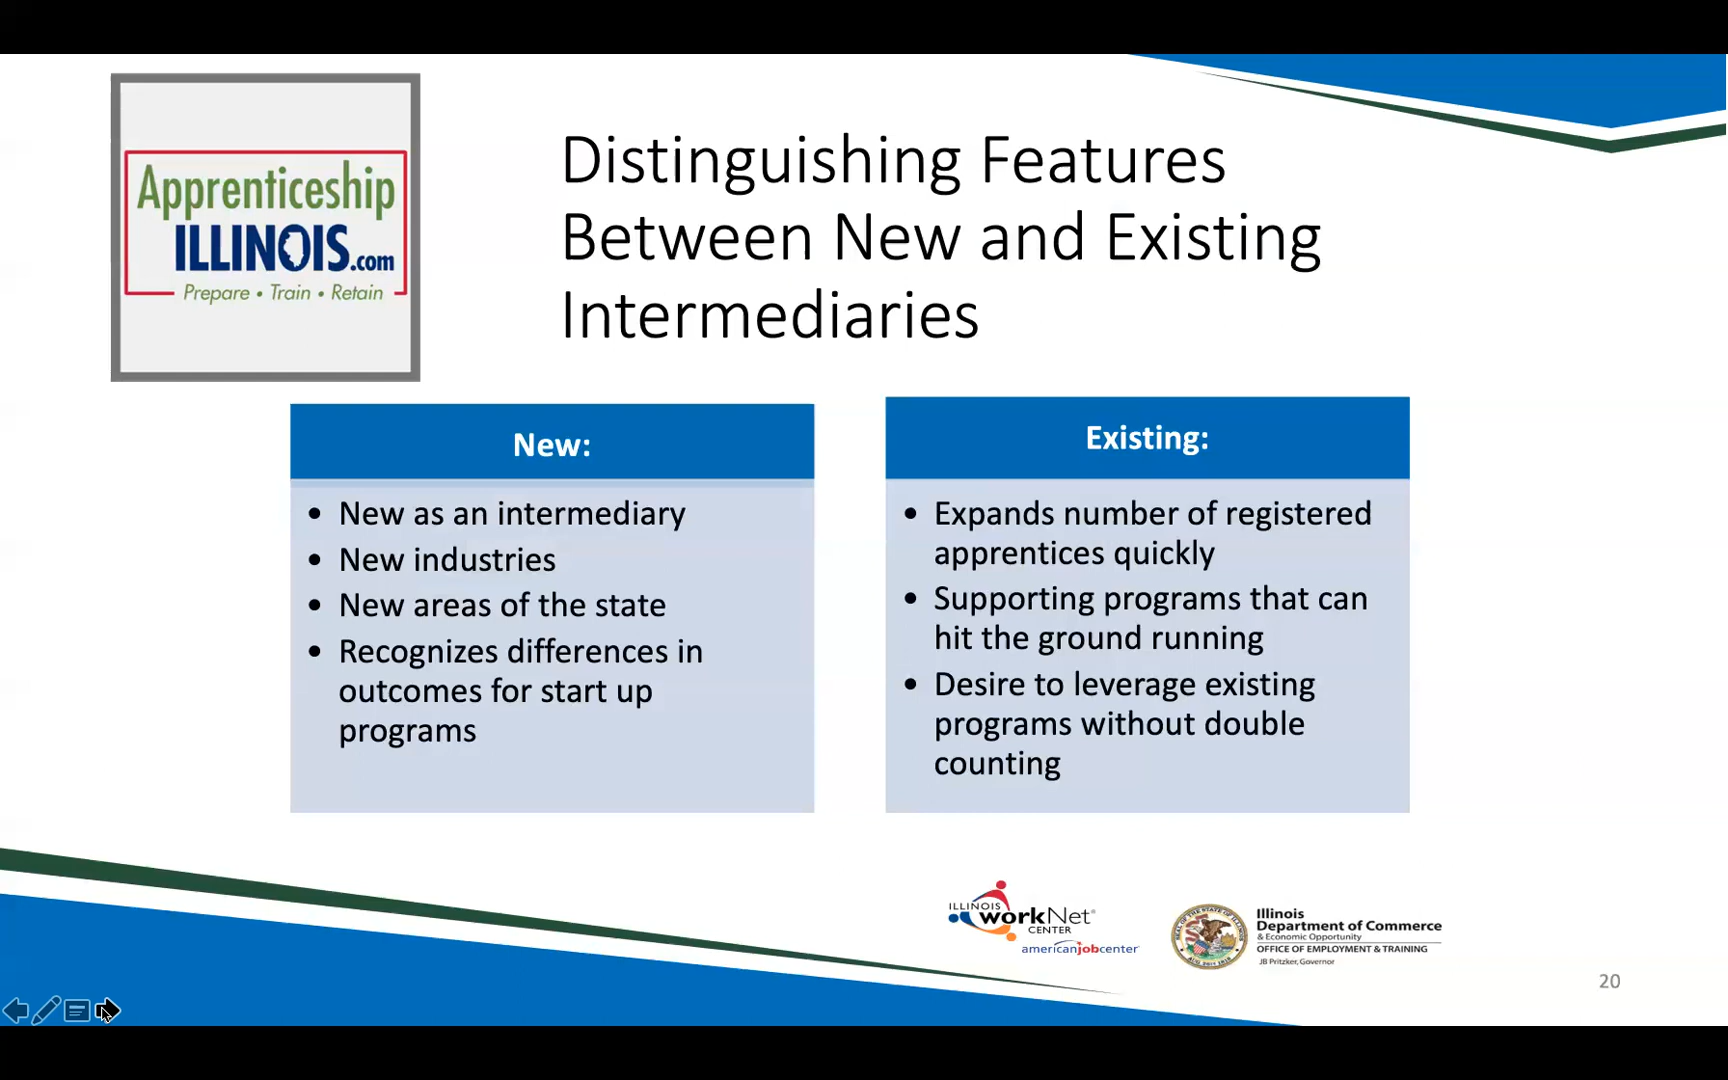 Apprenticeship
ILLINOIS.com
Prepare • Train • Retain
Distinguishing Features
Between New and Existing
Intermediaries
New:
• New as an intermediary
• New industries
• New areas of the state
• Recognizes differences in
outcomes for start up
programs
Existing:
• Expands number of registered
apprentices quickly
• Supporting programs that can
hit the ground running
• Desire to leverage existing
programs without double
counting
ILLINOIS
workNet®
CENTER
americanjobcenter
Illinois
Department of Commerce
& Economic Opportunity
OFFICE OF EMPLOYMENT & TRAINING
JB Pritzker, Governor
20